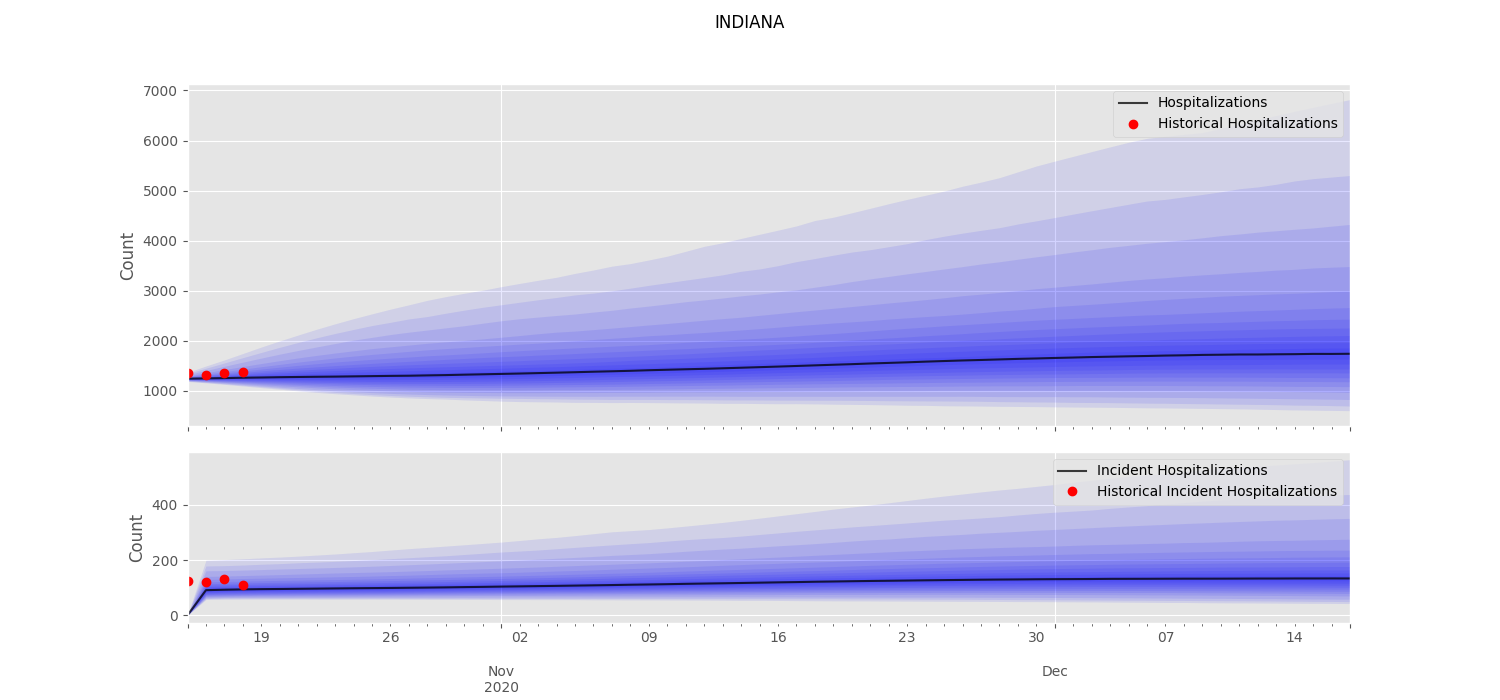 INDIANA
7000
6000
5000
4000
3000
2000
1000
Count
Hospitalizations
Historical Hospitalizations
400
200
0
Count
Incident Hospitalizations
Historical Incident Hospitalizations
19 26 02 09 16 23 30 07 14
Nov Dec
2020